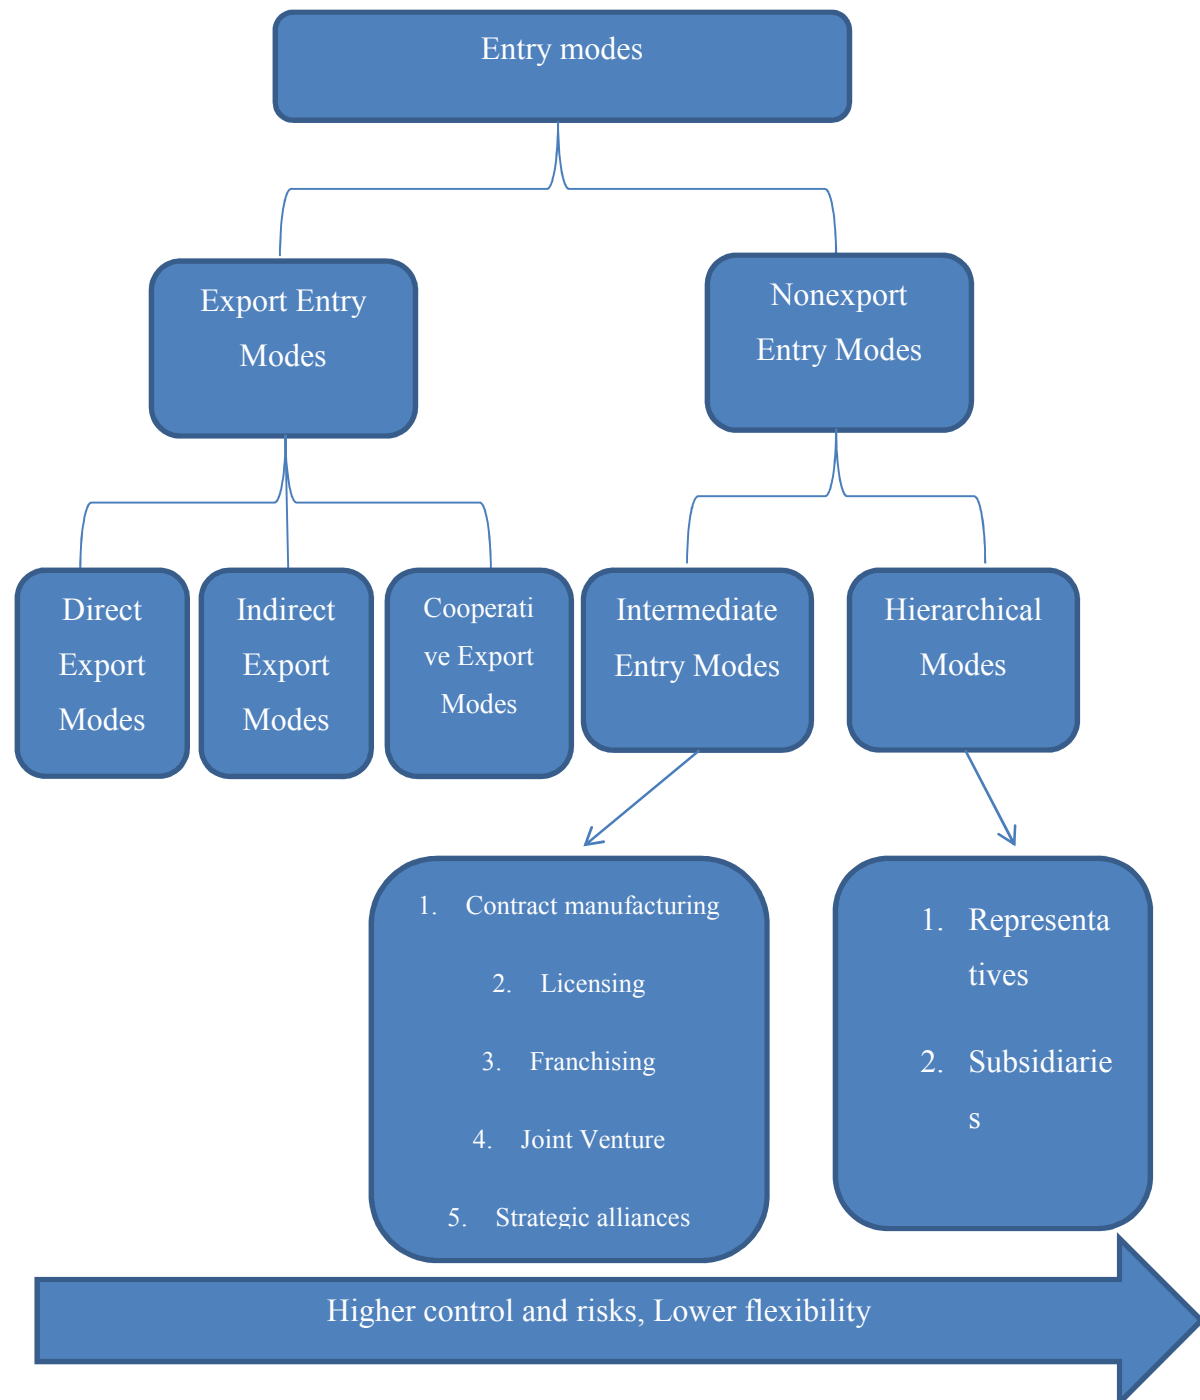 Entry modes
Export Entry
Modes
Nonexport
Entry Modes
Direct
Export
Modes
Indirect
Export
Modes
Cooperati
ve Export
Modes
Intermediate
Entry Modes
Hierarchical
Modes
1. Contract manufacturing
2. Licensing
3. Franchising
4. Joint Venture
5. Strategic alliances
1. Representa
tives
2. Subsidiarie
s
Higher control and risks, Lower flexibility